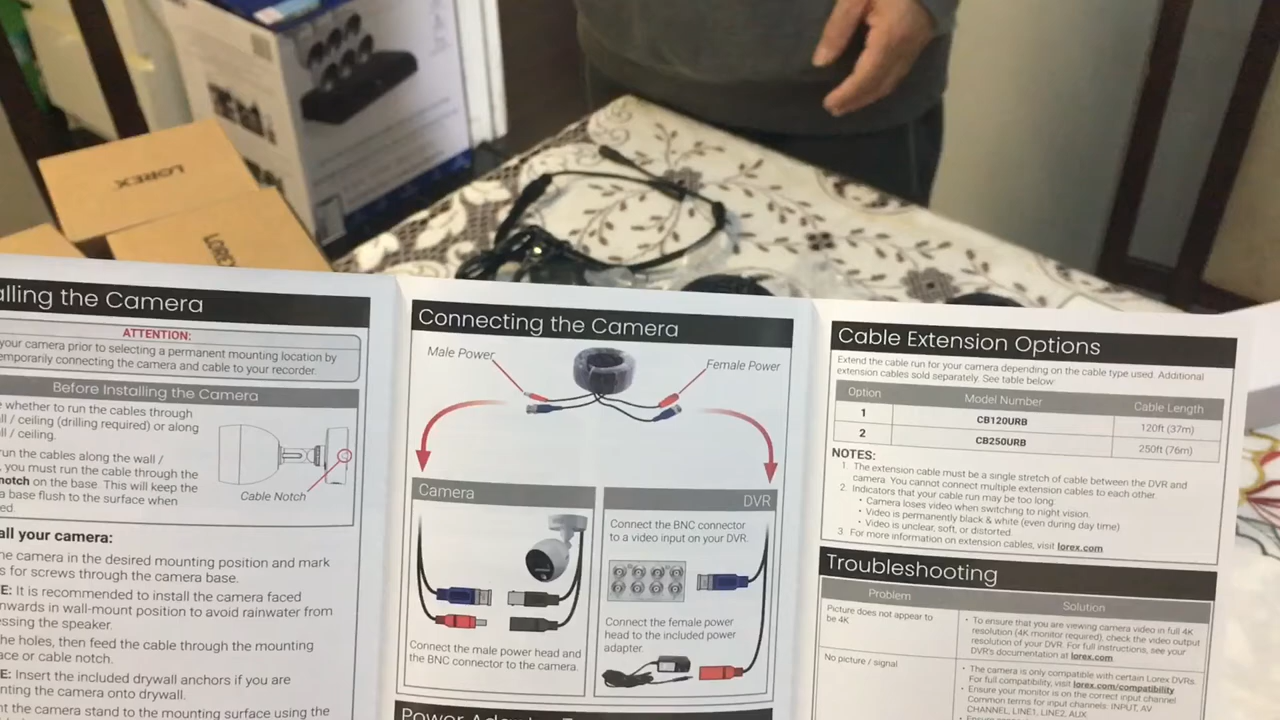 LOREX
LOREX
alling the Camera
ATTENTION:
your camera prior to selecting a permanent mounting location by
emporarily connecting the camera and cable to your recorder.
Before Installing the Camera
e whether to run the cables through
ll / ceiling (drilling required) or along
ll / ceiling.
run the cables along the wall /
, you must run the cable through the
notch on the base. This will keep the
a base flush to the surface when
ed.
Cable Notch
all your camera:
he camera in the desired mounting position and mark
s for screws through the camera base.
E: It is recommended to install the camera faced
nwards in wall-mount position to avoid rainwater from
essing the speaker.
he holes, then feed the cable through the mounting
ace or cable notch.
E: Insert the included drywall anchors if you are
nting the camera onto drywall.
nt the camera stand to the mounting surface using the
Connecting the Camera
Male Power
Female Power
Camera
Connect the male power head and
the BNC connector to the camera.
DVR
Connect the BNC connector
to a video input on your DVR.
Connect the female power
head to the included power
adapter.
Cable Extension Options
Extend the cable run for your camera depending on the cable type used. Additional
extension cables sold separately. See table below:
Option Model Number Cable Length
1 CB120URB 120ft (37m)
2 CB250URB 250ft (76m)
NOTES:
1. The extension cable must be a single stretch of cable between the DVR and
camera. You cannot connect multiple extension cables to each other.
2. Indicators that your cable run may be too long:
• Camera loses video when switching to night vision.
• Video is permanently black & white (even during day time)
• Video is unclear, soft, or distorted.
3. For more information on extension cables, visit lorex.com
Troubleshooting
Problem Solution
Picture does not appear to
be 4K
• To ensure that you are viewing camera video in full 4K
resolution (4K monitor required), check the video output
resolution of your DVR. For full instructions, see your
DVR's documentation at lorex.com
No picture / signal
• The camera is only compatible with certain Lorex DVRs.
For full compatibility, visit lorex.com/compatibility
• Ensure your monitor is on the correct input channel.
Common terms for input channels: INPUT, AV
CHANNEL, LINE1, LINE2, AUX.